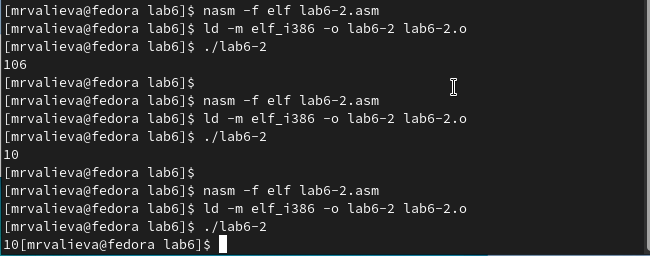 [mrvalieva@fedora lab6]$ nasm -f elf lab6-2.asm
[mrvalieva@fedora lab6]$ ld -m elf_i386 -o lab6-2 lab6-2.o
[mrvalieva@fedora lab6]$ ./lab6-2
106
[mrvalieva@fedora lab6]$
[mrvalieva@fedora lab6]$ nasm -f elf lab6-2.asm
[mrvalieva@fedora lab6]$ ld -m elf_i386 -o lab6-2 lab6-2.o
[mrvalieva@fedora lab6]$ ./lab6-2
10
[mrvalieva@fedora lab6]$
[mrvalieva@fedora lab6]$ nasm -f elf lab6-2.asm
[mrvalieva@fedora lab6]$ ld -m elf_i386 -o lab6-2 lab6-2.o
[mrvalieva@fedora lab6]$ ./lab6-2
10[mrvalieva@fedora lab6]$